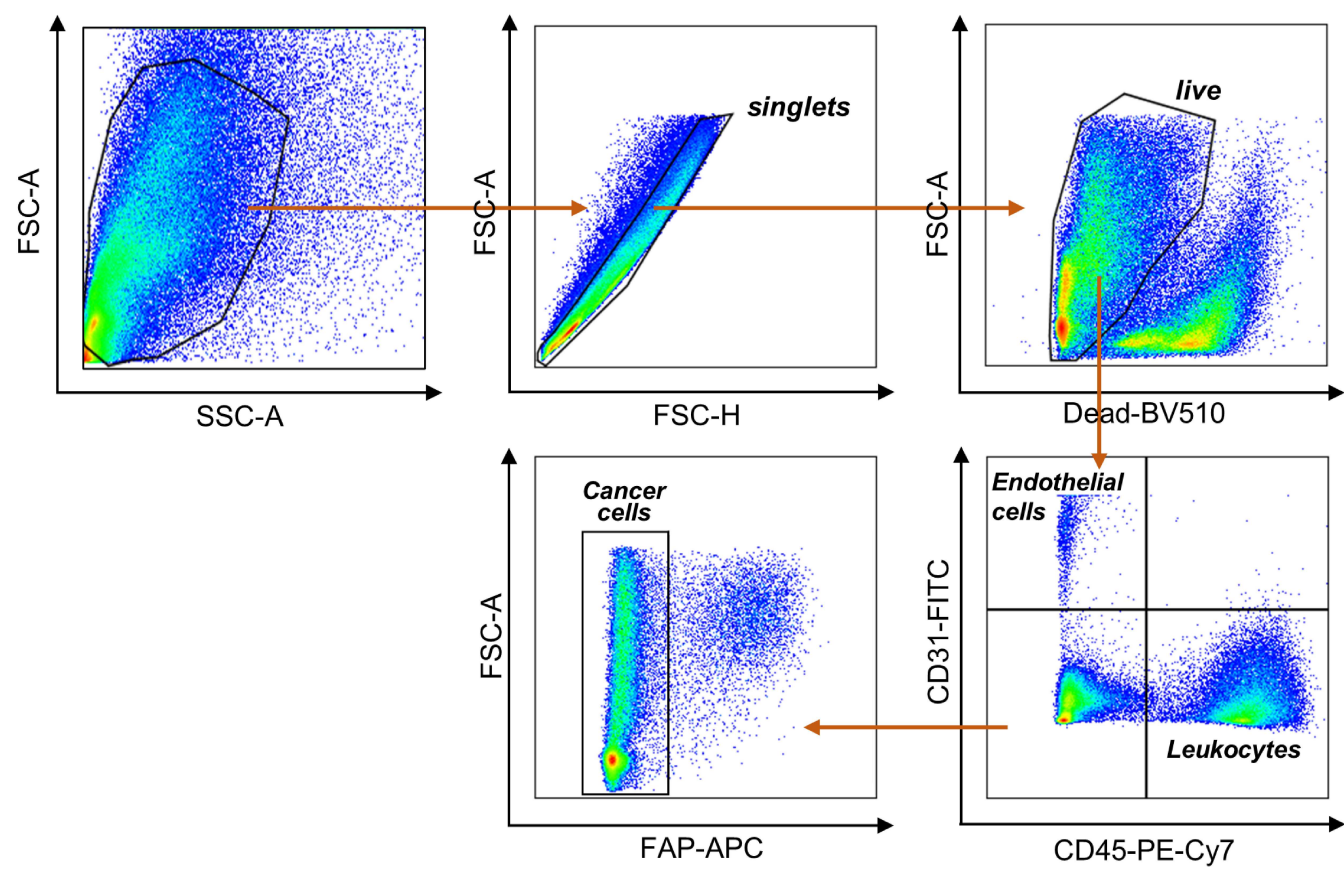 FSC-A
SSC-A
FSC-A
singlets
FSC-H
FSC-A
live
Dead-BV510
FSC-A
Cancer
cells
FAP-APC
CD31-FITC
Endothelial
cells
Leukocytes
CD45-PE-Cy7